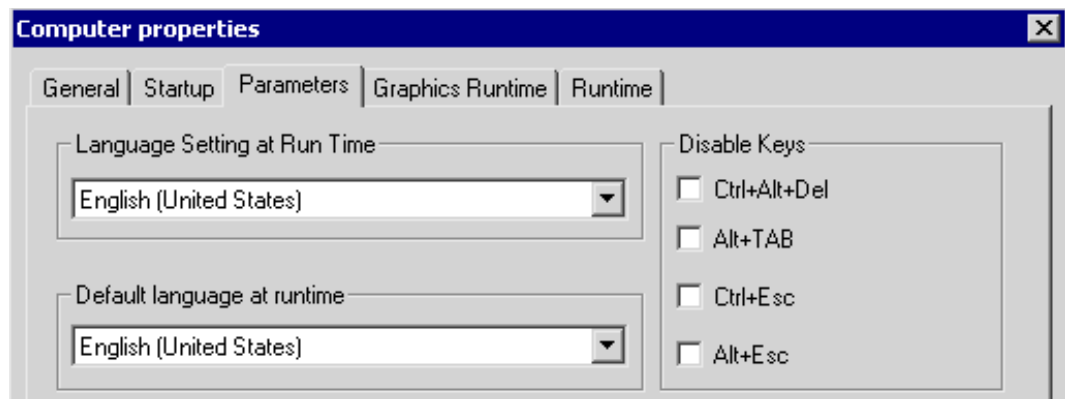 Computer properties
General Startup Parameters Graphics Runtime Runtime
Language Setting at Run Time
English (United States)
Default language at runtime
English (United States)
Disable Keys
Ctrl+Alt+Del
Alt+TAB
Ctrl+Esc
Alt+Esc